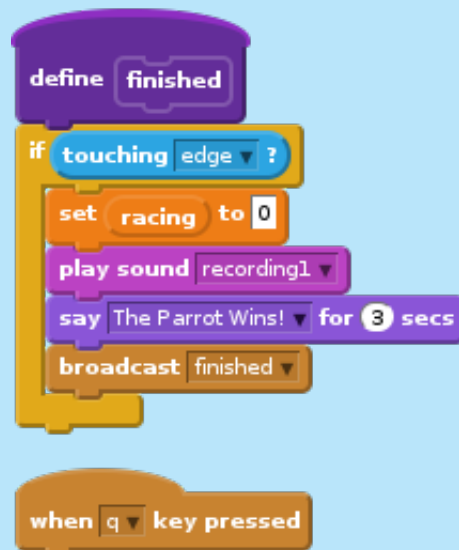 define finished
if touching edge ?
set racing to 0
play sound recording1
say The Parrot Wins! for 3 secs
broadcast finished
when q key pressed